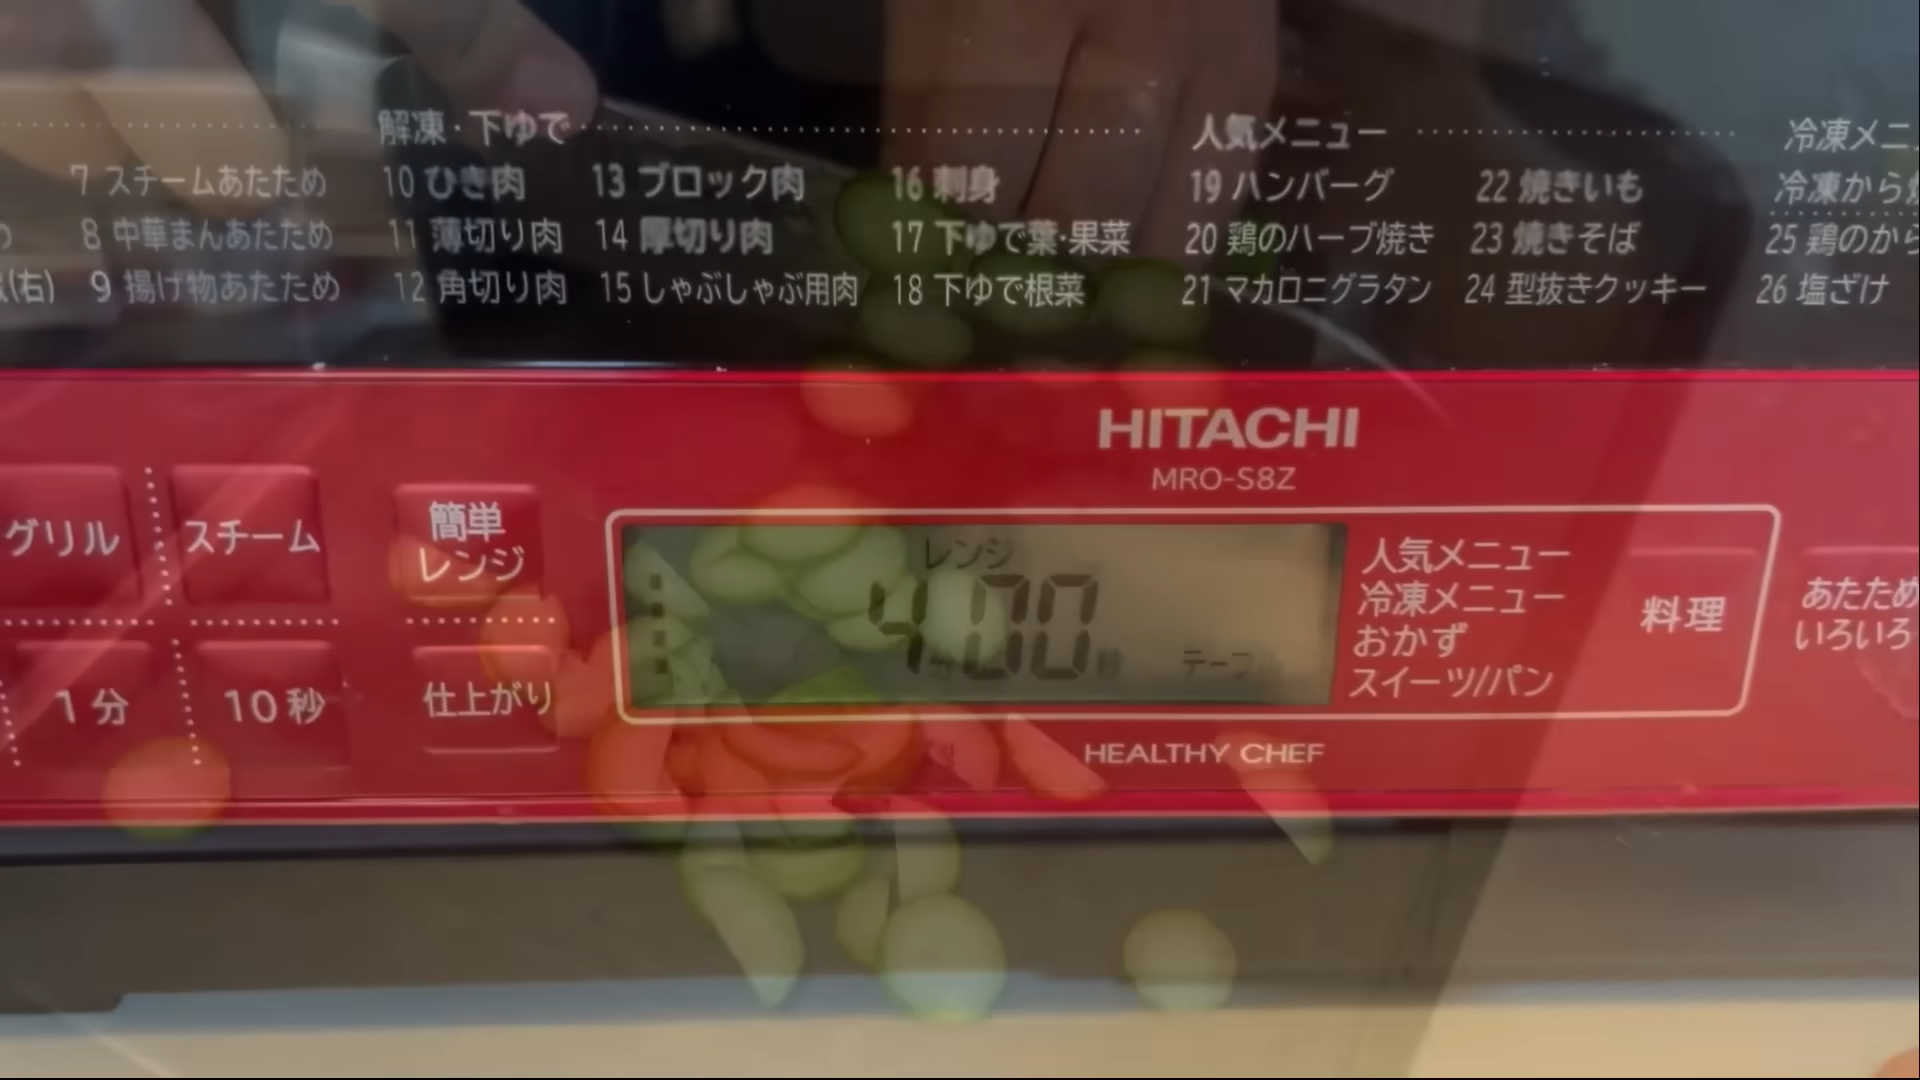 解凍・下ゆで 人気メニュー 冷凍メニ
7 スチームあたため 10 ひき肉 13 ブロック肉 16 刺身 19 ハンバーグ 22 焼きいも 冷凍から
8 中華まんあたため 11 薄切り肉 14 厚切り肉 17 下ゆで葉・果菜 20 鶏のハーブ焼き 23 焼きそば 25 鶏のから
(右) 9 揚げ物あたため 12 角切り肉 15 しゃぶしゃぶ用肉 18 下ゆで根菜 21 マカロニグラタン 24 型抜きクッキー 26 塩ざけ
HITACHI
MRO-S8Z
グリル スチーム 簡単
レンジ
レンジ
4分00秒
テーブル
人気メニュー
冷凍メニュー
おかず
スイーツ/パン
料理
あたため
いろいろ
1分 10秒 仕上がり
HEALTHY CHEF